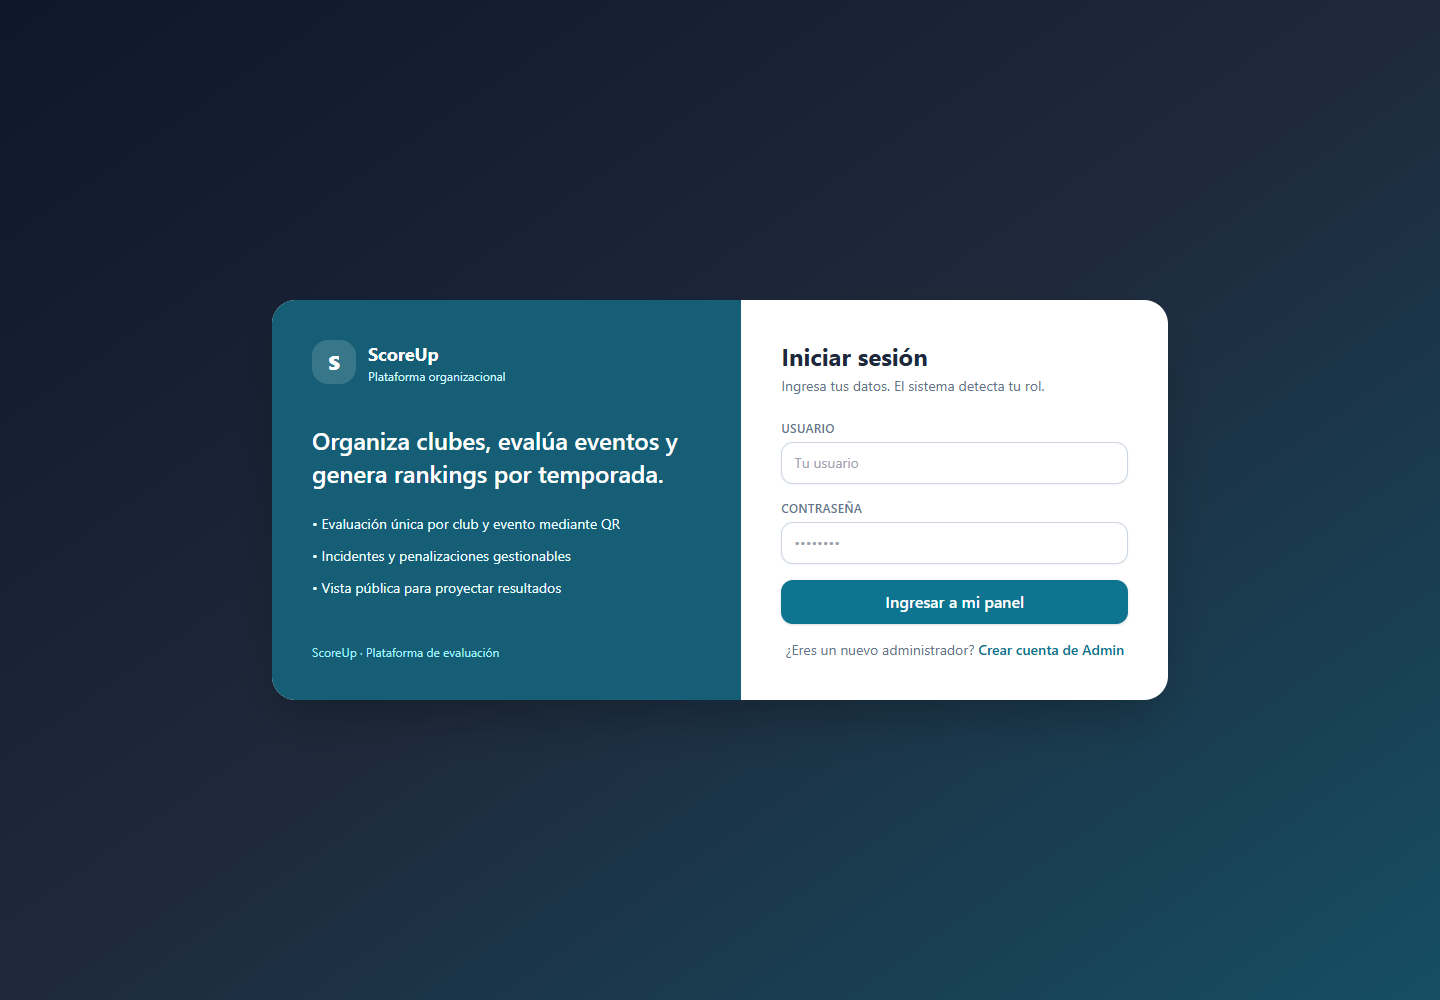 S
ScoreUp
Plataforma organizacional
Organiza clubes, evalúa eventos y
genera rankings por temporada.
• Evaluación única por club y evento mediante QR
• Incidentes y penalizaciones gestionables
• Vista pública para proyectar resultados
ScoreUp · Plataforma de evaluación
Iniciar sesión
Ingresa tus datos. El sistema detecta tu rol.
USUARIO
Tu usuario
CONTRASEÑA
••••••••
Ingresar a mi panel
¿Eres un nuevo administrador? Crear cuenta de Admin